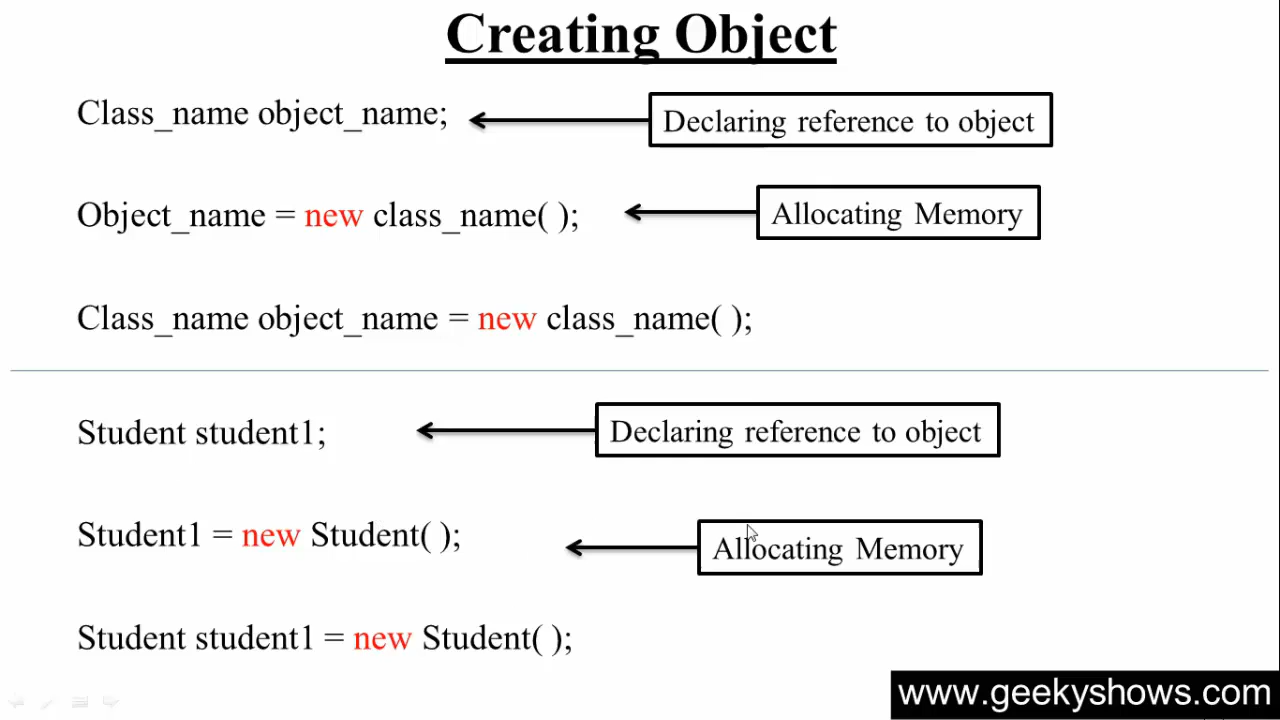 Creating Object
Class_name object_name;
Declaring reference to object
Object_name = new class_name( );
Allocating Memory
Class_name object_name = new class_name( );
Student student1;
Declaring reference to object
Student1 = new Student( );
Allocating Memory
Student student1 = new Student( );
www.geekyshows.com